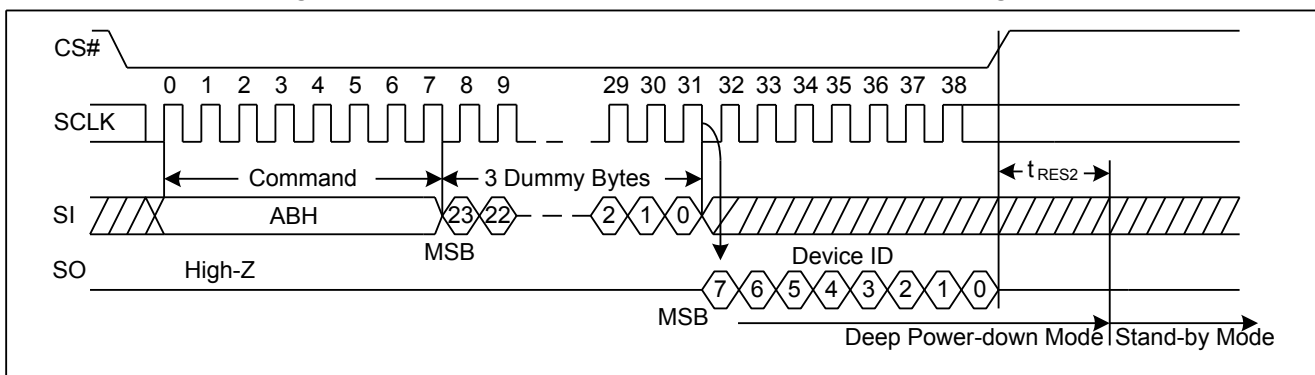 CS#
0 1 2 3 4 5 6 7 8 9 29 30 31 32 33 34 35 36 37 38
SCLK
Command 3 Dummy Bytes tRES2
SI ABH 23 22 2 1 0
MSB Device ID
SO High-Z 7 6 5 4 3 2 1 0
MSB
Deep Power-down Mode Stand-by Mode